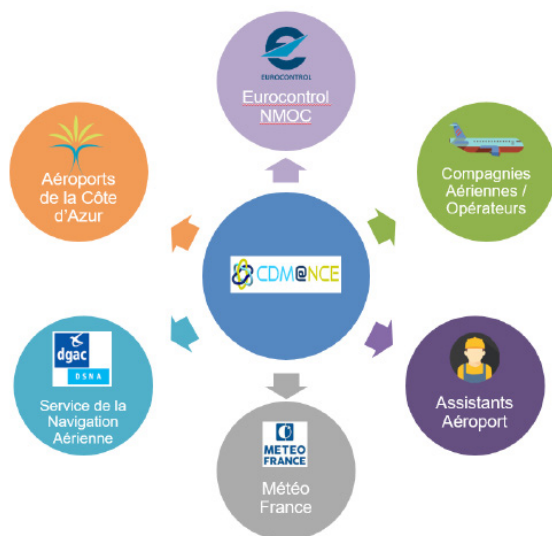 EUROCONTROL
Eurocontrol
NMOC
Aéroports
de la Côte
d'Azur
Compagnies
Aériennes /
Opérateurs
CDM@NCE
dgac
DSNA
Service de la
Navigation
Aérienne
Assistants
Aéroport
METEO
FRANCE
Météo
France